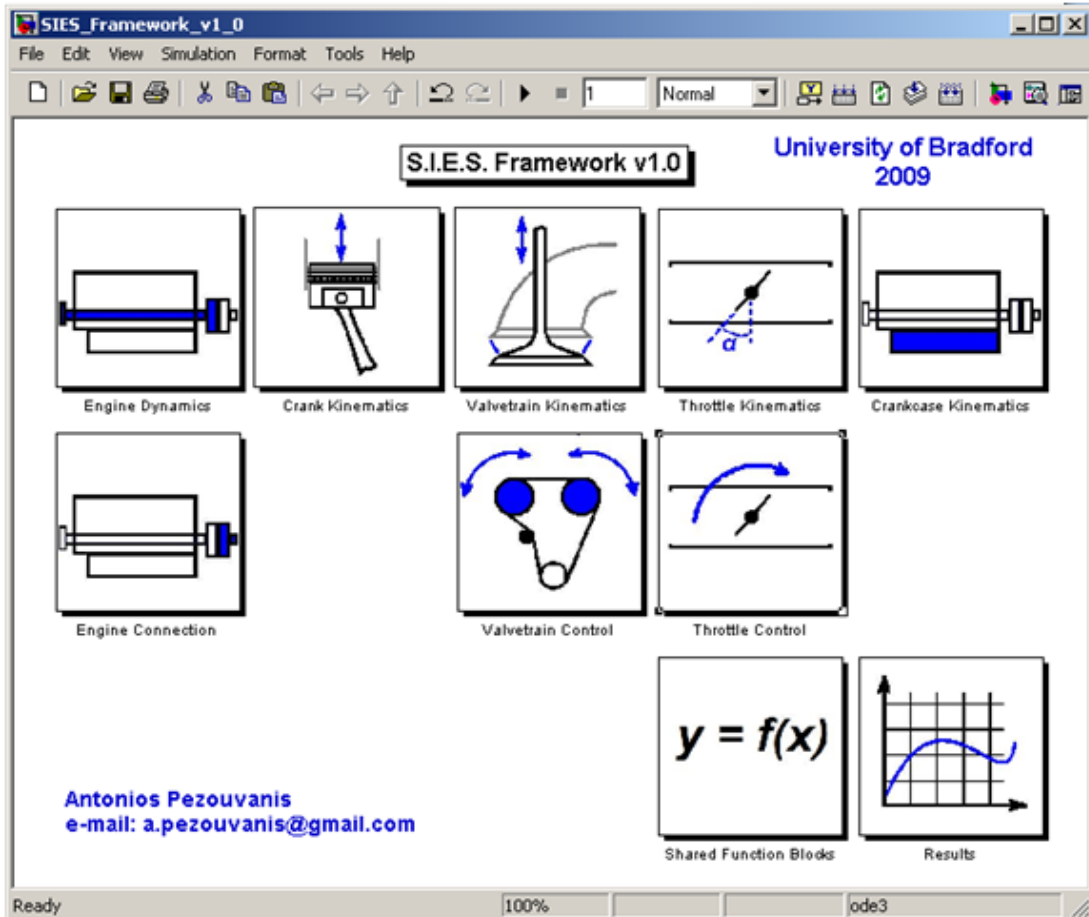 SIES_Framework_v1_0
File Edit View Simulation Format Tools Help
1 Normal
S.I.E.S. Framework v1.0
University of Bradford
2009
α
Engine Dynamics Crank Kinematics Valvetrain Kinematics Throttle Kinematics Crankcase Kinematics
Engine Connection Valvetrain Control Throttle Control
y = f(x)
Antonios Pezouvanis
e-mail: a.pezouvanis@gmail.com
Shared Function Blocks Results
Ready 100% ode3